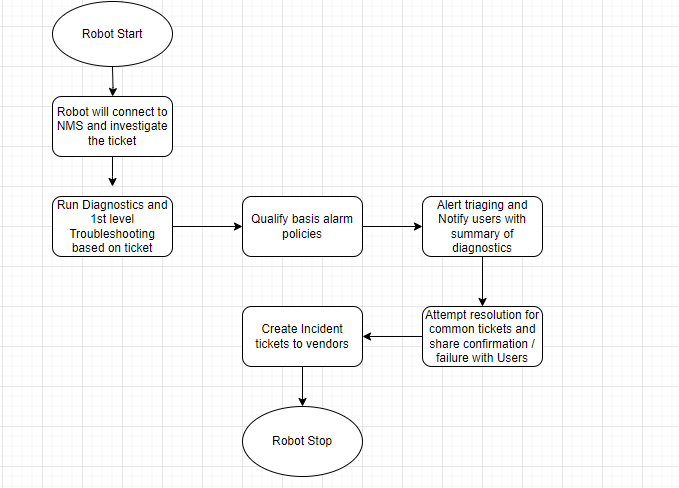 Robot Start
Robot will connect to
NMS and investigate
the ticket
Run Diagnostics and
1st level
Troubleshooting
based on ticket
Qualify basis alarm
policies
Alert triaging and
Notify users with
summary of
diagnostics
Create Incident
tickets to vendors
Attempt resolution for
common tickets and
share confirmation /
failure with Users
Robot Stop